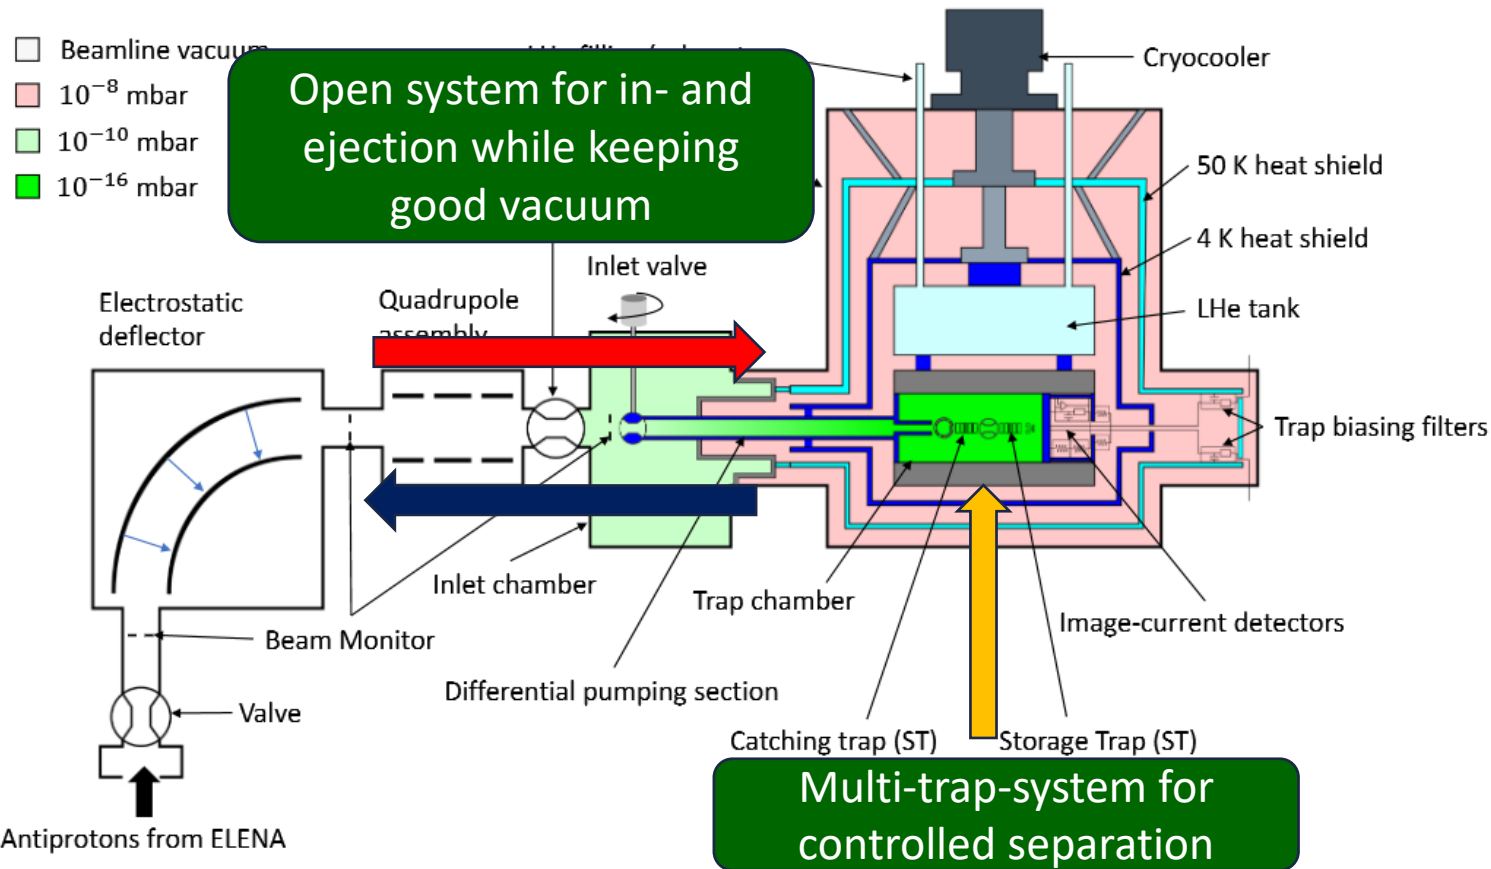 Beamline vacuum
10⁻⁸ mbar
10⁻¹⁰ mbar
10⁻¹⁶ mbar
Open system for in- and
ejection while keeping
good vacuum
Cryocooler
50 K heat shield
4 K heat shield
LHe tank
Inlet valve
Electrostatic
deflector
Quadrupole
assembly
Trap biasing filters
Inlet chamber
Trap chamber
Image-current detectors
Beam Monitor
Differential pumping section
Valve
Catching trap (ST)
Storage Trap (ST)
Multi-trap-system for
controlled separation
Antiprotons from ELENA